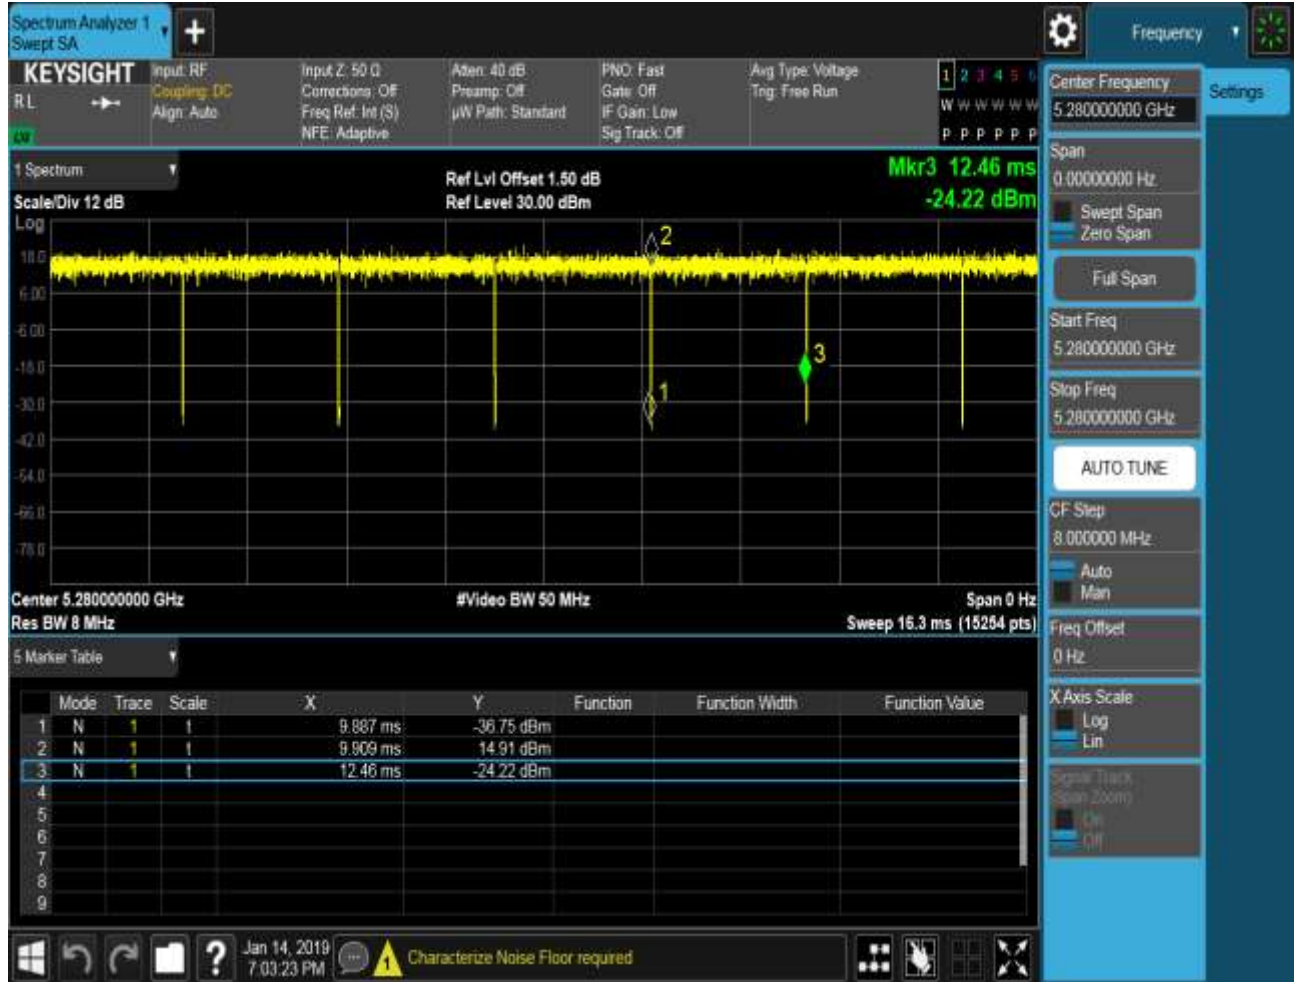 Spectrum Analyzer 1
Swept SA
+
Frequency
KEYSIGHT
R L
Input: RF
Coupling: DC
Align: Auto
Input Z: 50 Ω
Corrections: Off
Freq Ref: Int (S)
NFE: Adaptive
Atten: 40 dB
Preamp: Off
µW Path: Standard
PNO: Fast
Gate: Off
IF Gain: Low
Sig Track: Off
Avg Type: Voltage
Trig: Free Run
1 2 3 4 5 6
W W W W W W
P P P P P P
Center Frequency
5.280000000 GHz
Settings
Span
0.00000000 Hz
Swept Span
Zero Span
Full Span
Start Freq
5.280000000 GHz
Stop Freq
5.280000000 GHz
AUTO TUNE
CF Step
8.000000 MHz
Auto
Man
Freq Offset
0 Hz
X Axis Scale
Log
Lin
Signal Track
(Span Zoom)
On
Off
1 Spectrum
Scale/Div 12 dB
Ref Lvl Offset 1.50 dB
Ref Level 30.00 dBm
Mkr3 12.46 ms
-24.22 dBm
Log
18.0
6.00
-6.00
-18.0
-30.0
-42.0
-54.0
-66.0
-78.0
2
3
1
Center 5.280000000 GHz
#Video BW 50 MHz
Span 0 Hz
Res BW 8 MHz
Sweep 16.3 ms (15254 pts)
5 Marker Table
Mode Trace Scale X Y Function Function Width Function Value
1 N 1 t 9.887 ms -36.75 dBm
2 N 1 t 9.909 ms 14.91 dBm
3 N 1 t 12.46 ms -24.22 dBm
4
5
6
7
8
9
?
Jan 14, 2019
7:03:23 PM
1
Characterize Noise Floor required